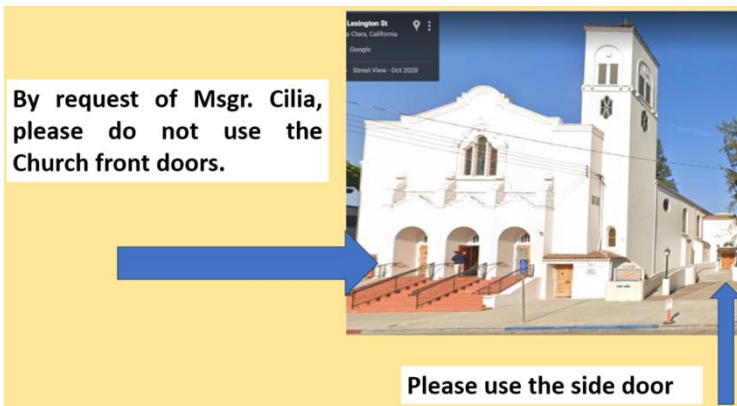 Lexington St
a Clara, California
Google
Street View - Oct 2020
By request of Msgr. Cilia,
please do not use the
Church front doors.
Please use the side door